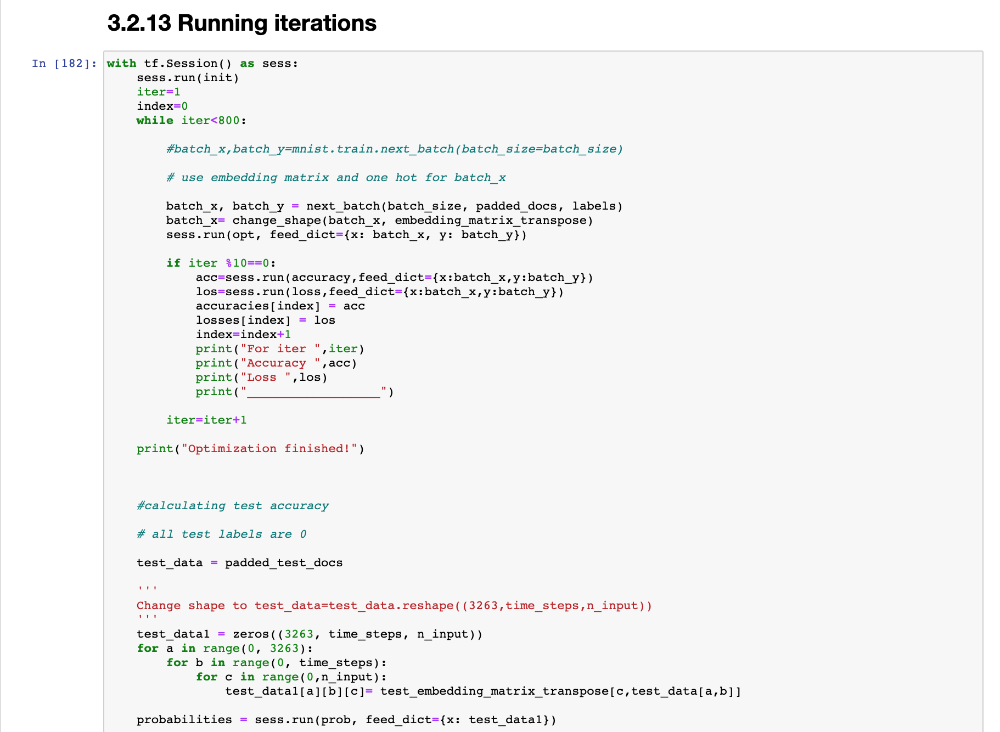 3.2.13 Running iterations
In [182]: with tf.Session() as sess:
    sess.run(init)
    iter=1
    index=0
    while iter<800:
        #batch_x,batch_y=mnist.train.next_batch(batch_size=batch_size)
        # use embedding matrix and one hot for batch_x
        batch_x, batch_y = next_batch(batch_size, padded_docs, labels)
        batch_x= change_shape(batch_x, embedding_matrix_transpose)
        sess.run(opt, feed_dict={x: batch_x, y: batch_y})
        if iter %10==0:
            acc=sess.run(accuracy,feed_dict={x:batch_x,y:batch_y})
            los=sess.run(loss,feed_dict={x:batch_x,y:batch_y})
            accuracies[index] = acc
            losses[index] = los
            index=index+1
            print("For iter ",iter)
            print("Accuracy ",acc)
            print("Loss ",los)
            print("__________________")
        iter=iter+1
    print("Optimization finished!")
    #calculating test accuracy
    # all test labels are 0
    test_data = padded_test_docs
    '''
    Change shape to test_data=test_data.reshape((3263,time_steps,n_input))
    '''
    test_data1 = zeros((3263, time_steps, n_input))
    for a in range(0, 3263):
        for b in range(0, time_steps):
            for c in range(0,n_input):
                test_data1[a][b][c]= test_embedding_matrix_transpose[c,test_data[a,b]]
    probabilities = sess.run(prob, feed_dict={x: test_data1})